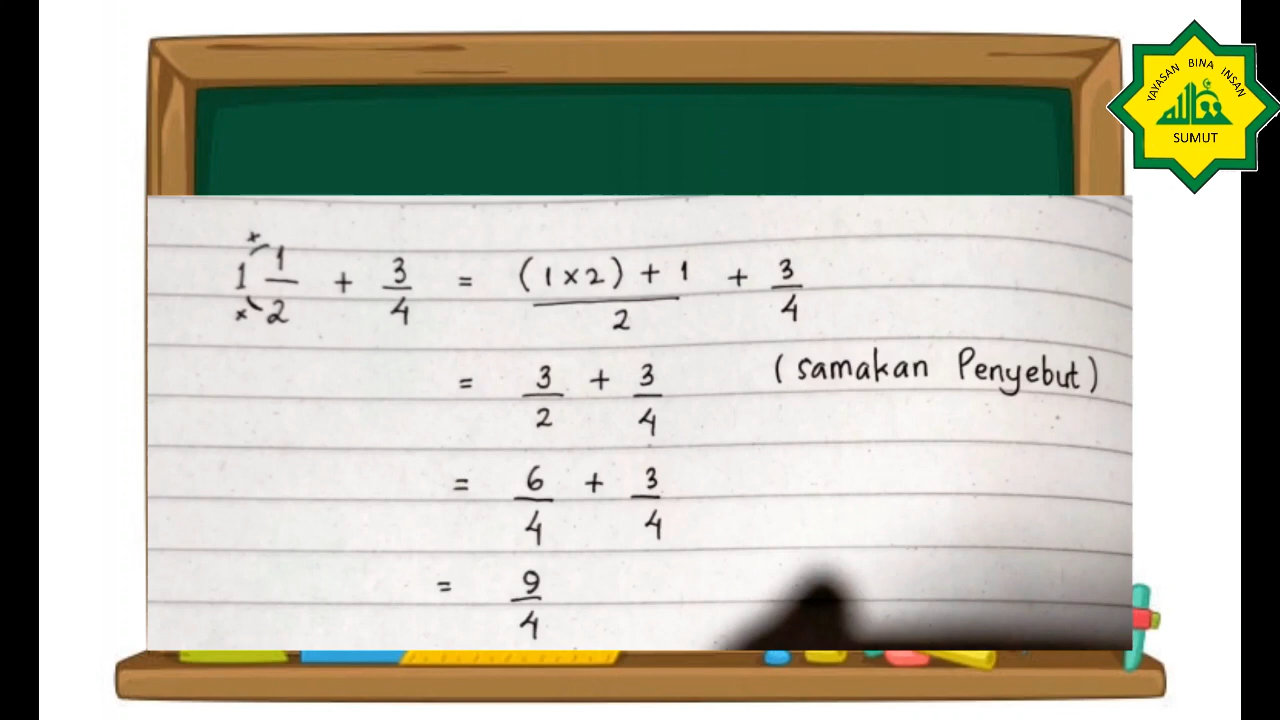 YAYASAN BINA INSAN
SUMUT
1 1/2 + 3/4 = (1 x 2) + 1 / 2 + 3/4
= 3/2 + 3/4 (samakan Penyebut)
= 6/4 + 3/4
= 9/4